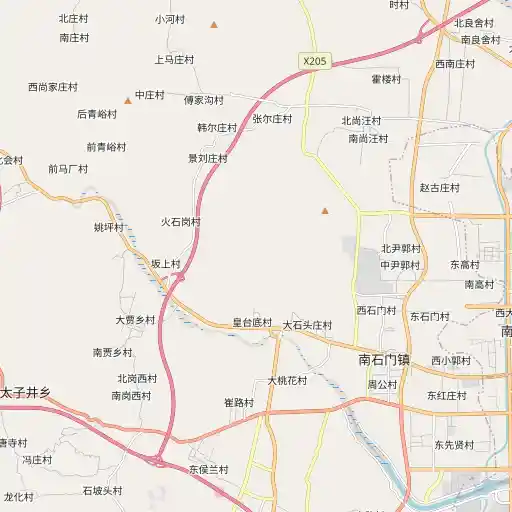 北庄村
小河村
时村
北良舍村
南庄村
南良舍村
上马庄村
X205
西南庄村
霍楼村
西尚家庄村
中庄村
傅家沟村
后青峪村
张尔庄村
北尚汪村
韩尔庄村
南尚汪村
前青峪村
景刘庄村
北会村
前马厂村
赵古庄村
姚坪村
火石岗村
北尹郭村
坂上村
中尹郭村
东高村
南高村
西石门村
东石门村
西大
大贾乡村
皇台底村
大石头庄村
南
南贾乡村
南石门镇
西小郭村
北岗西村
大桃花村
周公村
太子井乡
南岗西村
崔路村
东红庄村
唐寺村
东先贤村
冯庄村
东侯兰村
石坡头村
龙化村